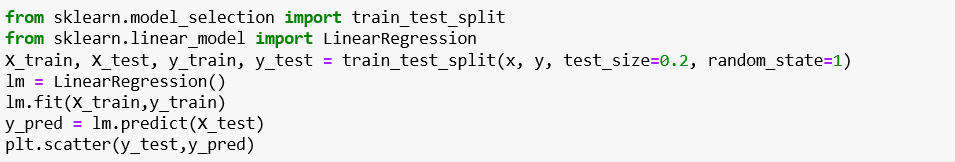 from sklearn.model_selection import train_test_split
from sklearn.linear_model import LinearRegression
X_train, X_test, y_train, y_test = train_test_split(x, y, test_size=0.2, random_state=1)
lm = LinearRegression()
lm.fit(X_train,y_train)
y_pred = lm.predict(X_test)
plt.scatter(y_test,y_pred)